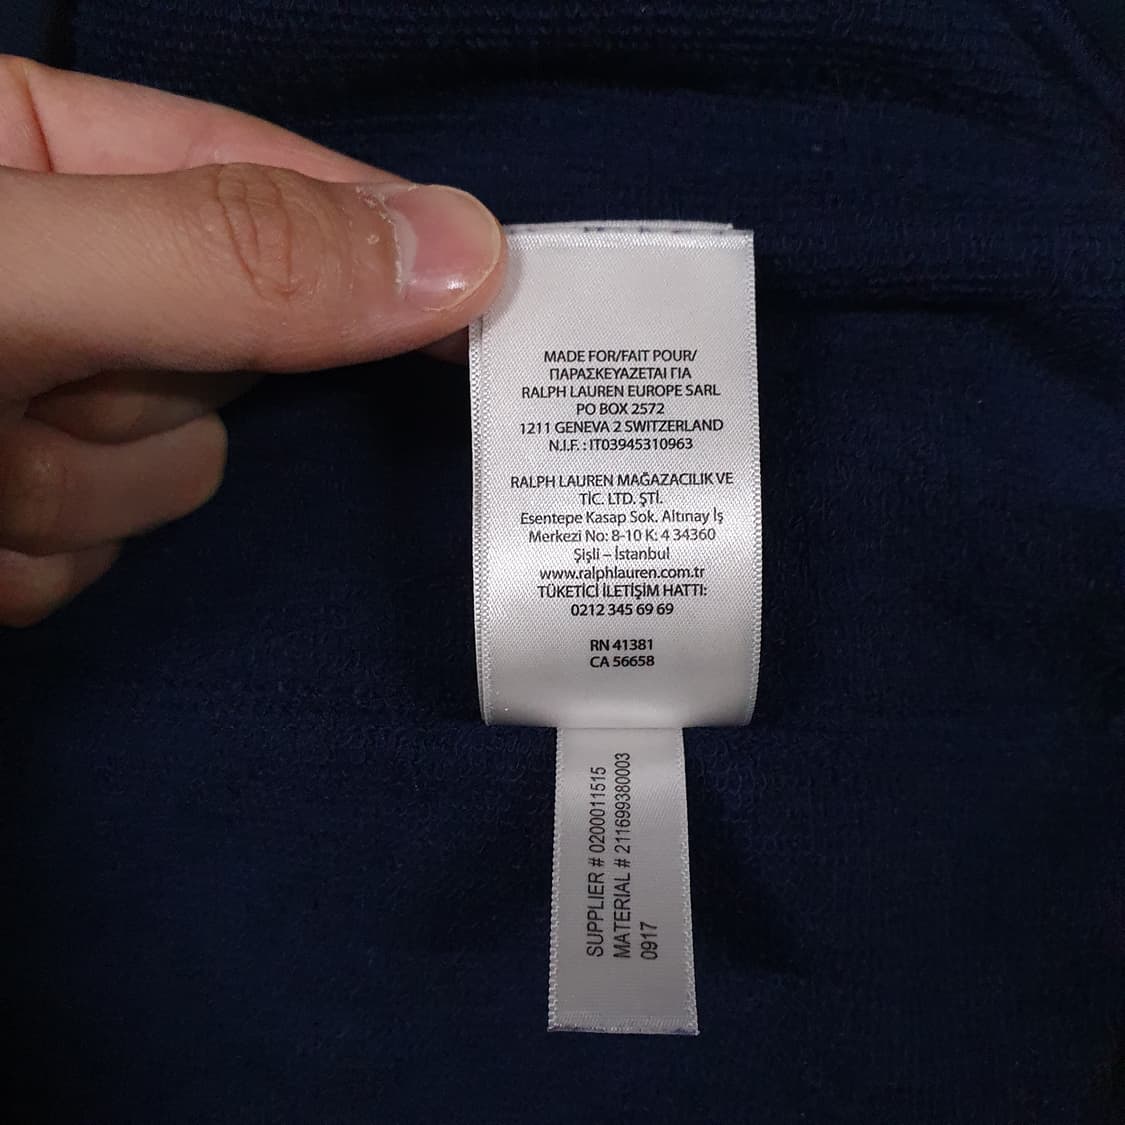 MADE FOR/FAIT POUR/
ΠΑΡΑΣΚΕΥΑΖΕΤΑΙ ΓΙΑ
RALPH LAUREN EUROPE SARL
PO BOX 2572
1211 GENEVA 2 SWITZERLAND
N.I.F. : IT03945310963
RALPH LAUREN MAĞAZACILIK VE
TİC. LTD. ŞTİ.
Esentepe Kasap Sok. Altınay İş
Merkezi No: 8-10 K: 4 34360
Şişli – İstanbul
www.ralphlauren.com.tr
TÜKETİCİ İLETİŞİM HATTI:
0212 345 69 69
RN 41381
CA 56658
SUPPLIER # 0200011515
MATERIAL # 211699380003
0917